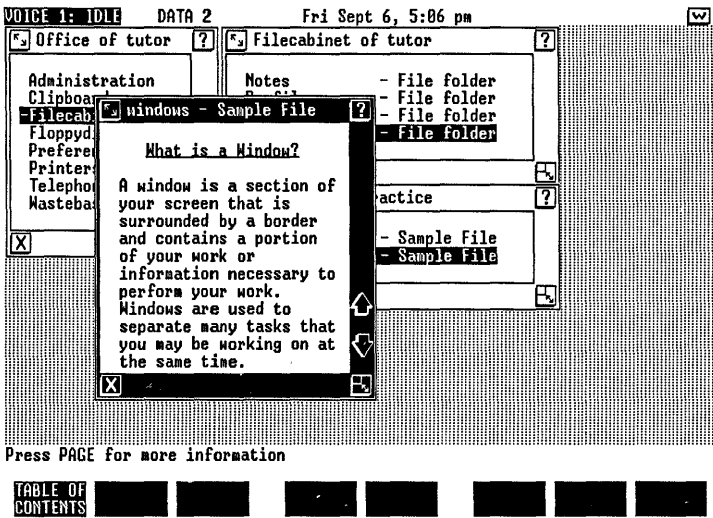 VOICE 1: IDLE DATA 2 Fri Sept 6, 5:06 pm W
Office of tutor ?
Administration
-Filecab
Floppyd
Prefere
Printer
Telepho
Wasteba
X
Filecabinet of tutor ?
Notes - File folder
- File folder
- File folder
- File folder
actice ?
- Sample File
- Sample File
windows - Sample File ?
What is a Window?
A window is a section of
your screen that is
surrounded by a border
and contains a portion
of your work or
information necessary to
perform your work.
Windows are used to
separate many tasks that
you may be working on at
the same time.
X
Press PAGE for more information
TABLE OF
CONTENTS